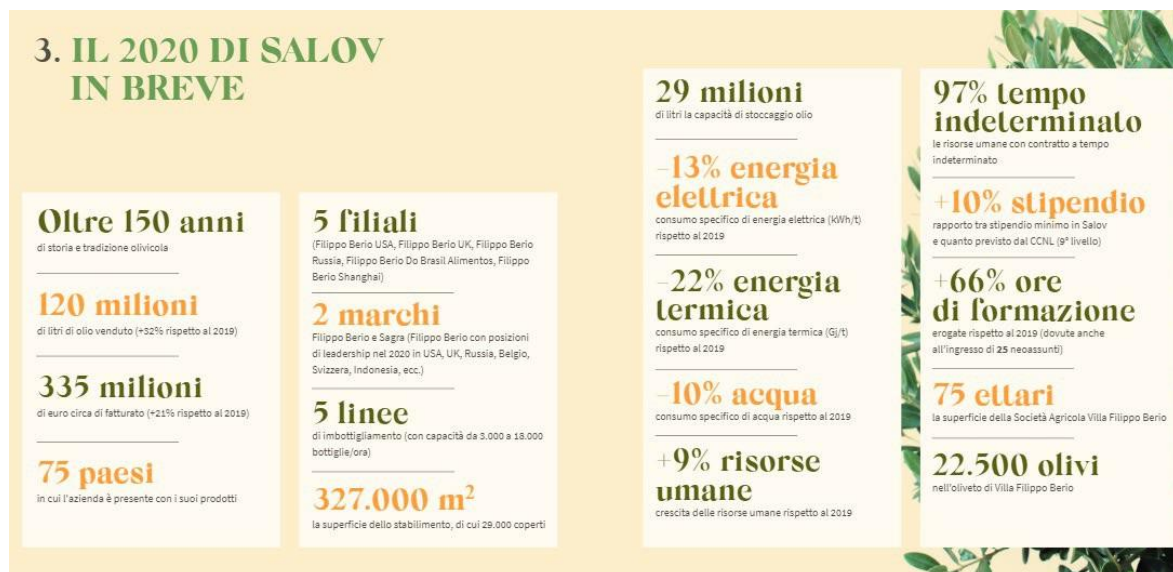 3. IL 2020 DI SALOV
IN BREVE
Oltre 150 anni
di storia e tradizione olivicola
120 milioni
di litri di olio venduto (+32% rispetto al 2019)
335 milioni
di euro circa di fatturato (+21% rispetto al 2019)
75 paesi
in cui l'azienda è presente con i suoi prodotti
5 filiali
(Filippo Berio USA, Filippo Berio UK, Filippo Berio
Russia, Filippo Berio Do Brasil Alimentos, Filippo
Berio Shanghai)
2 marchi
Filippo Berio e Sagra (Filippo Berio con posizioni
di leadership nel 2020 in USA, UK, Russia, Belgio,
Svizzera, Indonesia, ecc.)
5 linee
di imbottigliamento (con capacità da 3.000 a 18.000
bottiglie/ora)
327.000 m²
la superficie dello stabilimento, di cui 29.000 coperti
29 milioni
di litri la capacità di stoccaggio olio
-13% energia
elettrica
consumo specifico di energia elettrica (kWh/t)
rispetto al 2019
-22% energia
termica
consumo specifico di energia termica (Gj/t)
rispetto al 2019
-10% acqua
consumo specifico di acqua rispetto al 2019
+9% risorse
umane
crescita delle risorse umane rispetto al 2019
97% tempo
indeterminato
le risorse umane con contratto a tempo
indeterminato
+10% stipendio
rapporto tra stipendio minimo in Salov
e quanto previsto dal CCNL (9° livello)
+66% ore
di formazione
erogate rispetto al 2019 (dovute anche
all'ingresso di 25 neoassunti)
75 ettari
la superficie della Società Agricola Villa Filippo Berio
22.500 olivi
nell'oliveto di Villa Filippo Berio